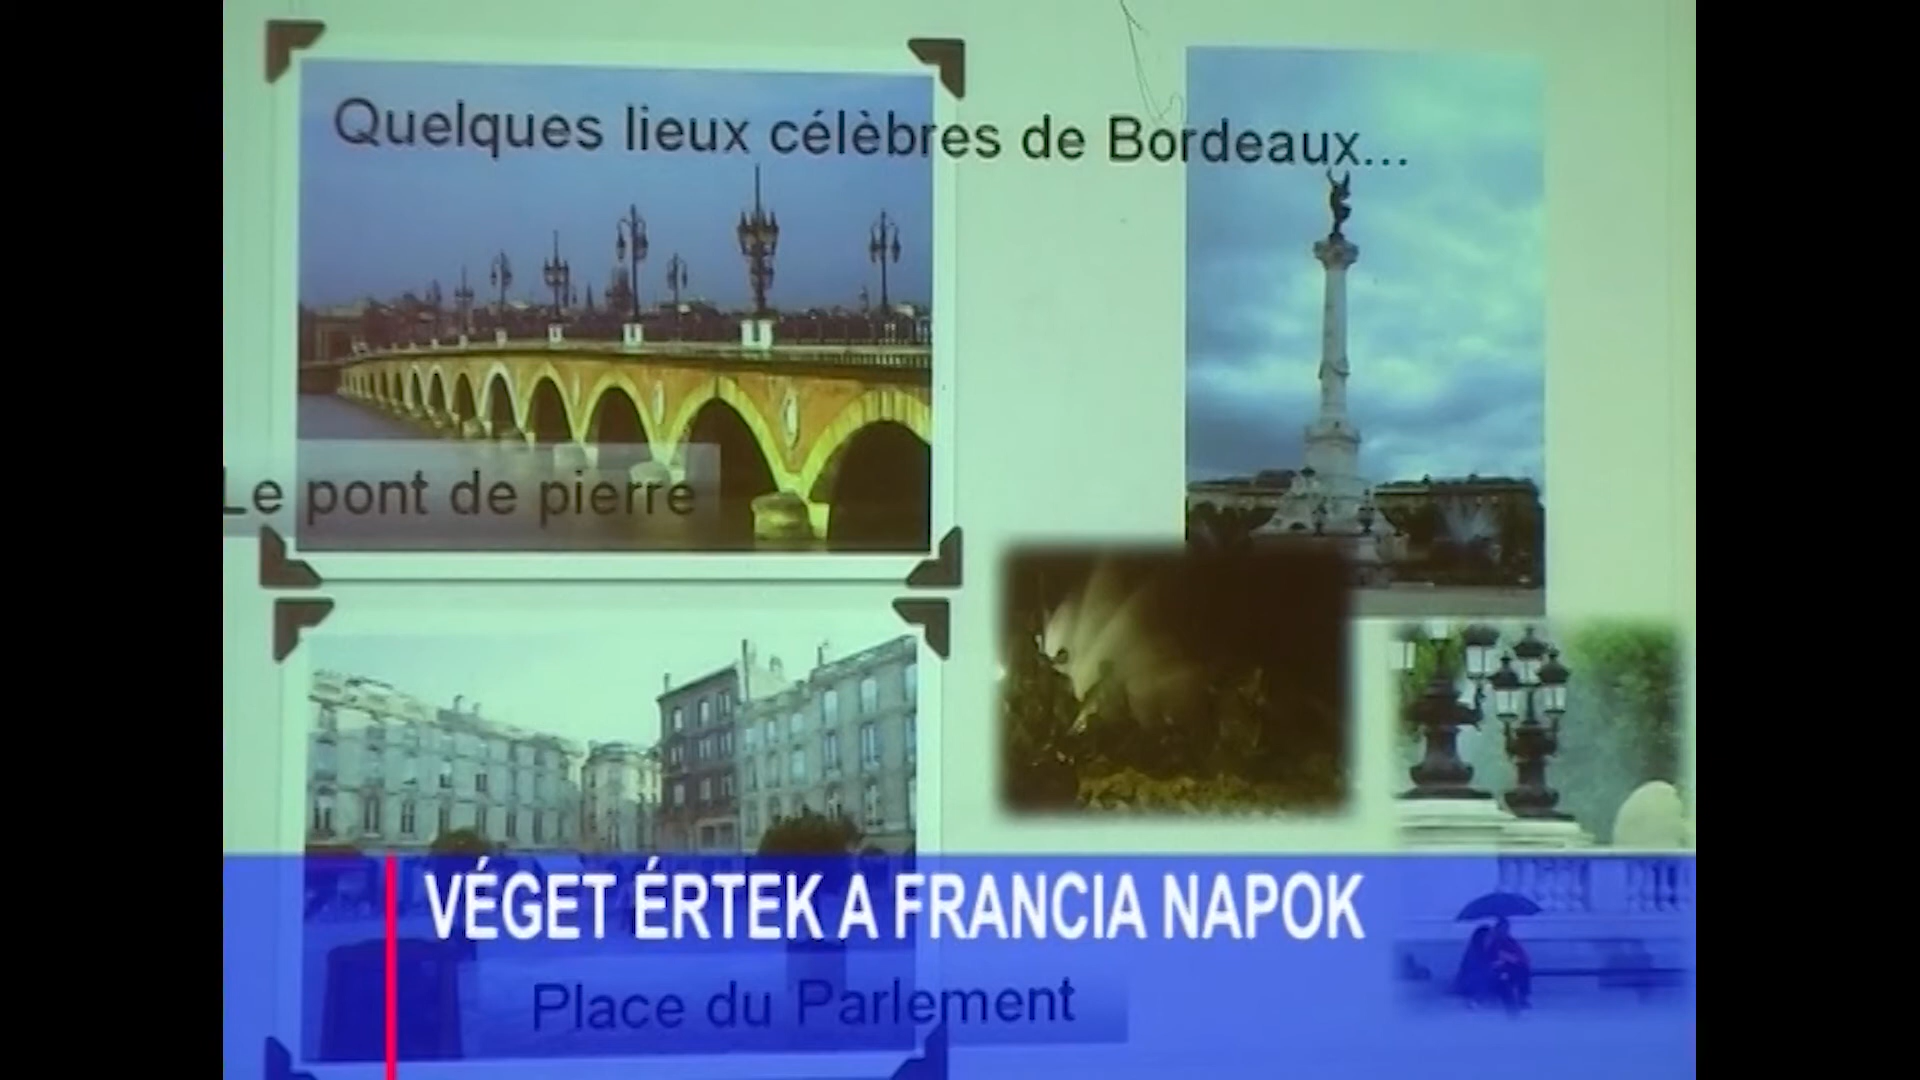 Quelques lieux célèbres de Bordeaux...
Le pont de pierre
VÉGET ÉRTEK A FRANCIA NAPOK
Place du Parlement